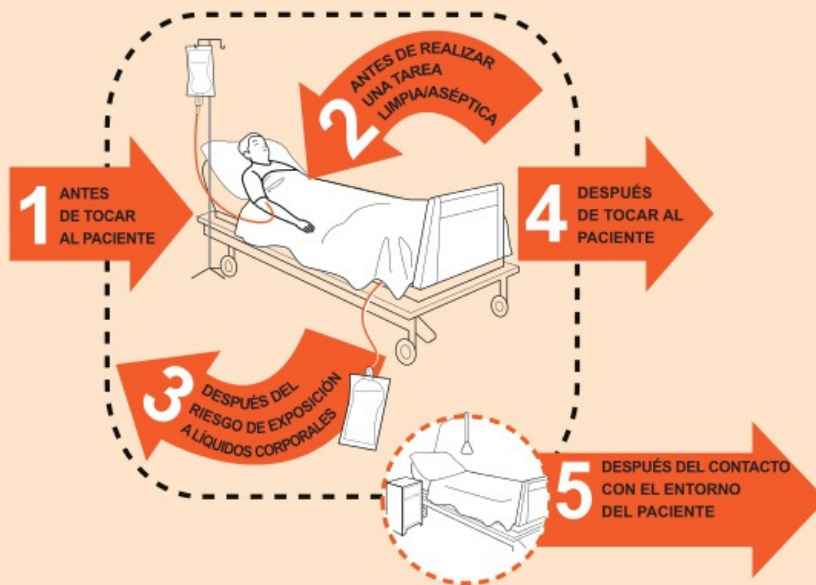 1
ANTES
DE TOCAR
AL PACIENTE
2
ANTES DE REALIZAR
UNA TAREA
LIMPIA/ASÉPTICA
3
DESPUÉS DEL
RIESGO DE EXPOSICIÓN
A LÍQUIDOS CORPORALES
4
DESPUÉS
DE TOCAR AL
PACIENTE
5
DESPUÉS DEL CONTACTO
CON EL ENTORNO
DEL PACIENTE